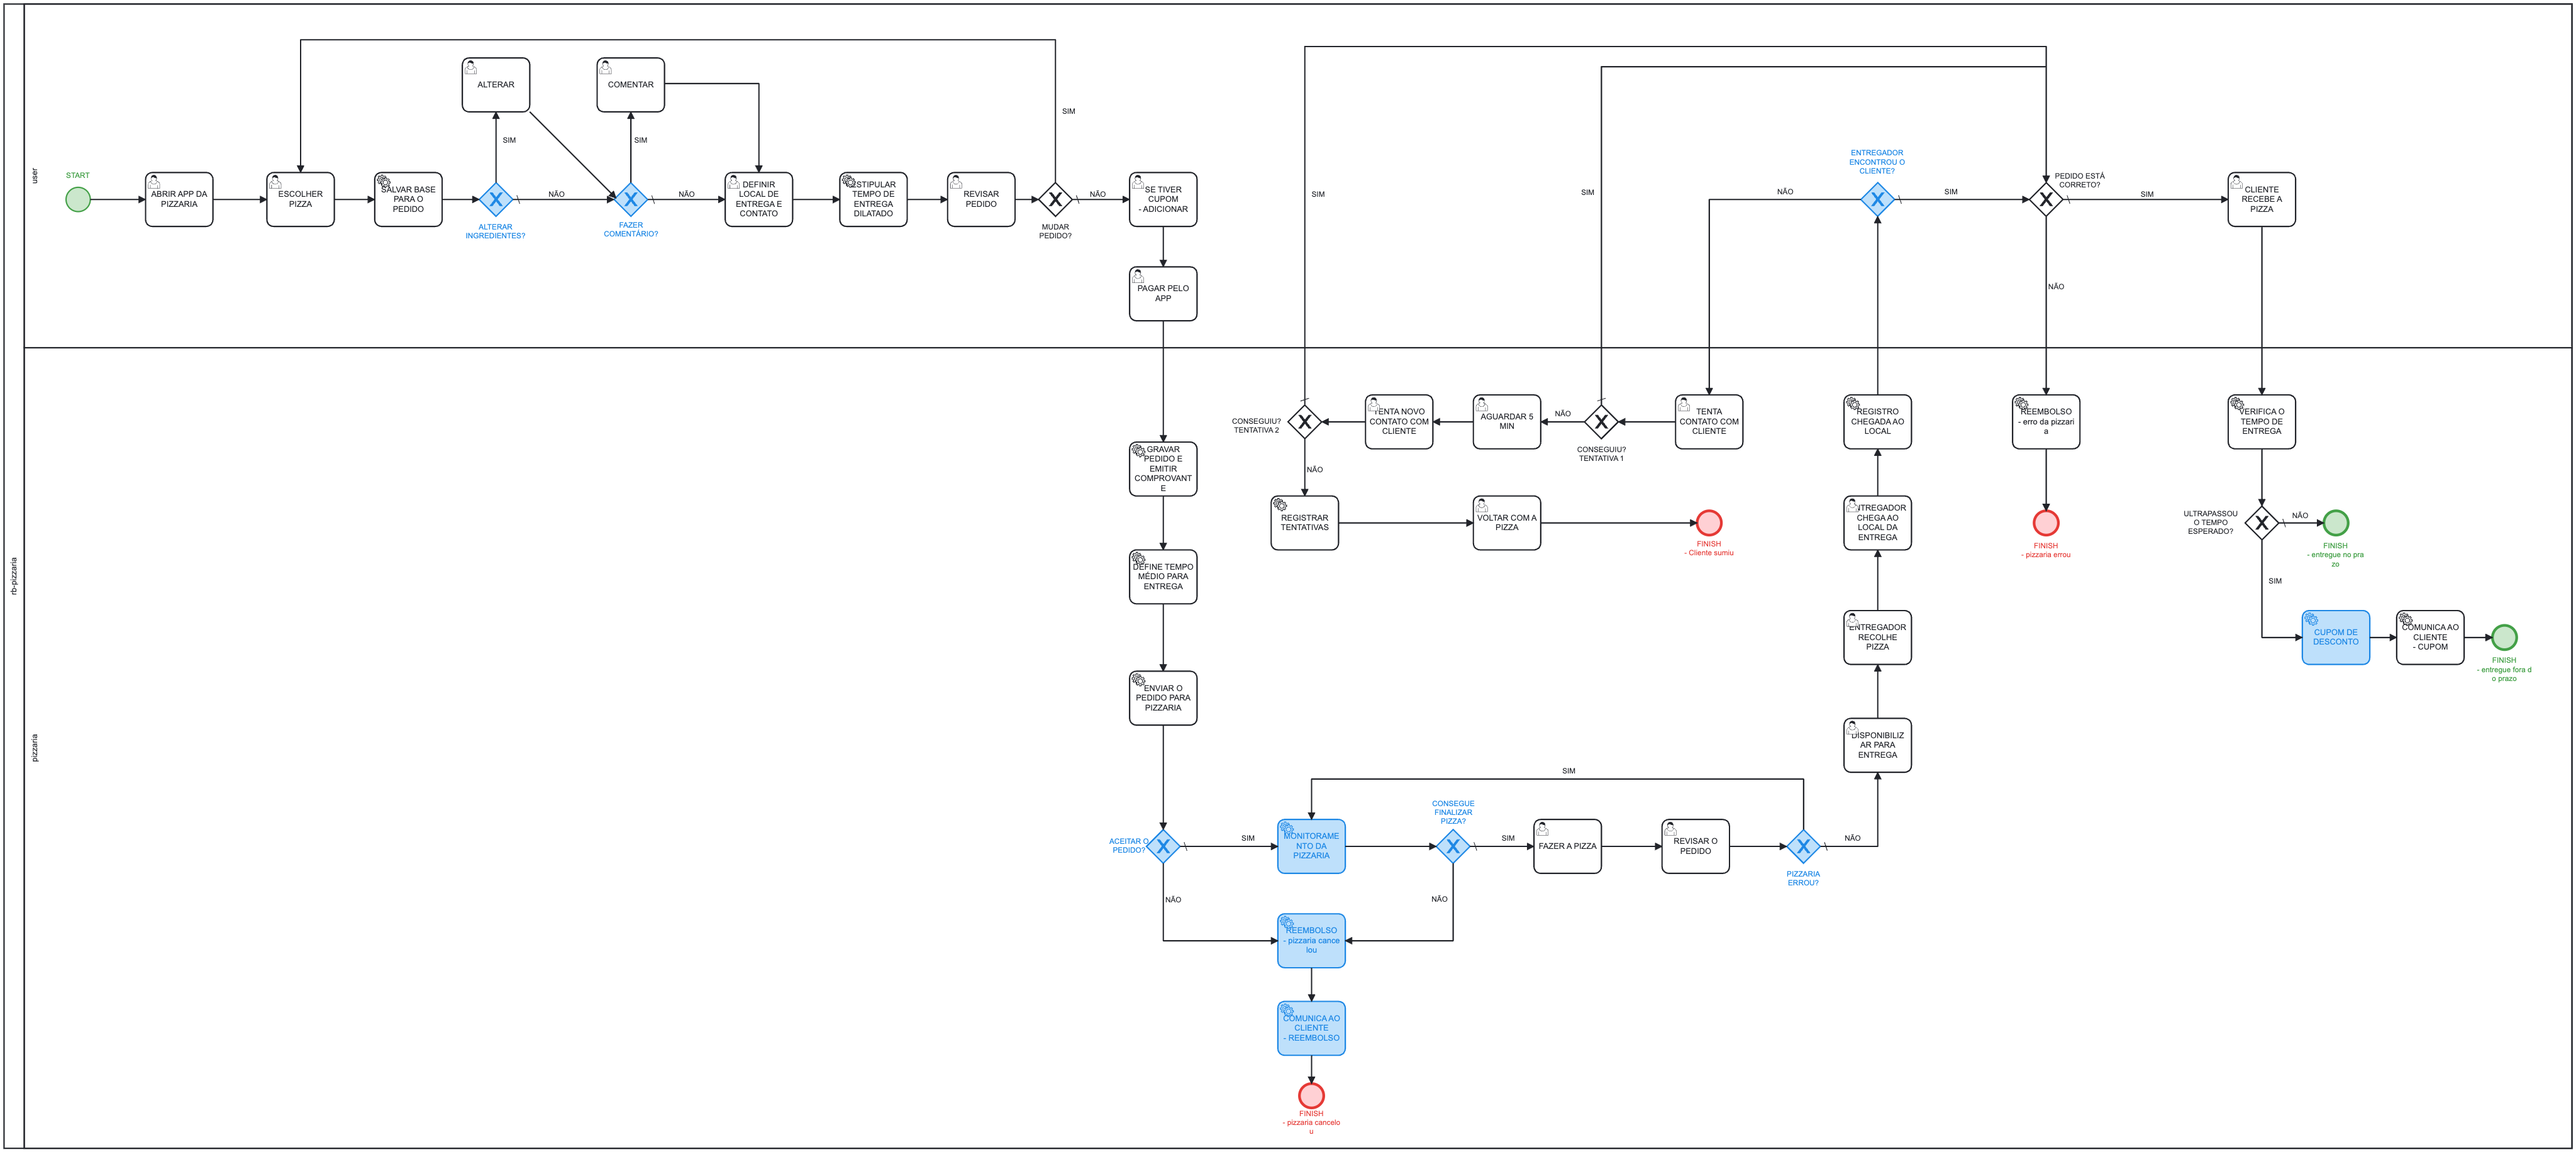 rb-pizzaria
user
START
ABRIR APP DA
PIZZARIA
ESCOLHER
PIZZA
SALVAR BASE
PARA O
PEDIDO
ALTERAR
SIM
NÃO
ALTERAR
INGREDIENTES?
COMENTAR
SIM
NÃO
FAZER
COMENTÁRIO?
DEFINIR
LOCAL DE
ENTREGA E
CONTATO
ESTIPULAR
TEMPO DE
ENTREGA
DILATADO
REVISAR
PEDIDO
SIM
MUDAR
PEDIDO?
NÃO
SE TIVER
CUPOM
- ADICIONAR
PAGAR PELO
APP
SIM
SIM
NÃO
ENTREGADOR
ENCONTROU O
CLIENTE?
SIM
PEDIDO ESTÁ
CORRETO?
SIM
NÃO
CLIENTE
RECEBE A
PIZZA
pizzaria
GRAVAR
PEDIDO E
EMITIR
COMPROVANT
E
DEFINE TEMPO
MÉDIO PARA
ENTREGA
ENVIAR O
PEDIDO PARA
PIZZARIA
CONSEGUIU?
TENTATIVA 2
NÃO
TENTA NOVO
CONTATO COM
CLIENTE
AGUARDAR 5
MIN
NÃO
CONSEGUIU?
TENTATIVA 1
TENTA
CONTATO COM
CLIENTE
REGISTRAR
TENTATIVAS
VOLTAR COM A
PIZZA
FINISH
- Cliente sumiu
REGISTRO
CHEGADA AO
LOCAL
ENTREGADOR
CHEGA AO
LOCAL DA
ENTREGA
ENTREGADOR
RECOLHE
PIZZA
DISPONIBILIZ
AR PARA
ENTREGA
REEMBOLSO
- erro da pizzari
a
FINISH
- pizzaria errou
VERIFICA O
TEMPO DE
ENTREGA
ULTRAPASSOU
O TEMPO
ESPERADO?
NÃO
FINISH
- entregue no pra
zo
SIM
CUPOM DE
DESCONTO
COMUNICA AO
CLIENTE
- CUPOM
FINISH
- entregue fora d
o prazo
ACEITAR O
PEDIDO?
SIM
NÃO
MONITORAME
NTO DA
PIZZARIA
SIM
CONSEGUE
FINALIZAR
PIZZA?
SIM
NÃO
FAZER A PIZZA
REVISAR O
PEDIDO
PIZZARIA
ERROU?
NÃO
REEMBOLSO
- pizzaria cance
lou
COMUNICA AO
CLIENTE
- REEMBOLSO
FINISH
- pizzaria cancelo
u